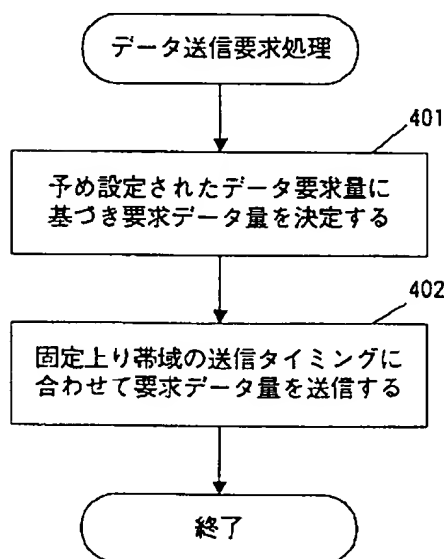 データ送信要求処理
401
予め設定されたデータ要求量に
基づき要求データ量を決定する
402
固定上り帯域の送信タイミングに
合わせて要求データ量を送信する
終了